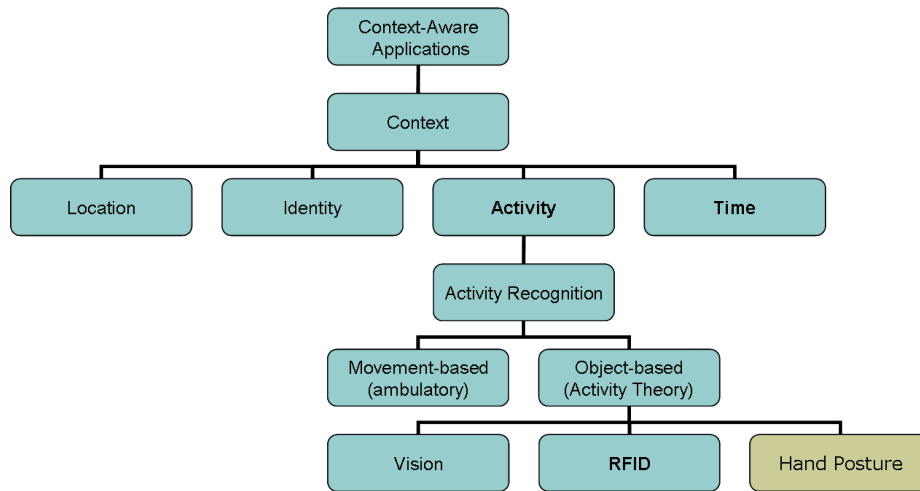 Context-Aware
Applications
Context
Location
Identity
Activity
Time
Activity Recognition
Movement-based
(ambulatory)
Object-based
(Activity Theory)
Vision
RFID
Hand Posture